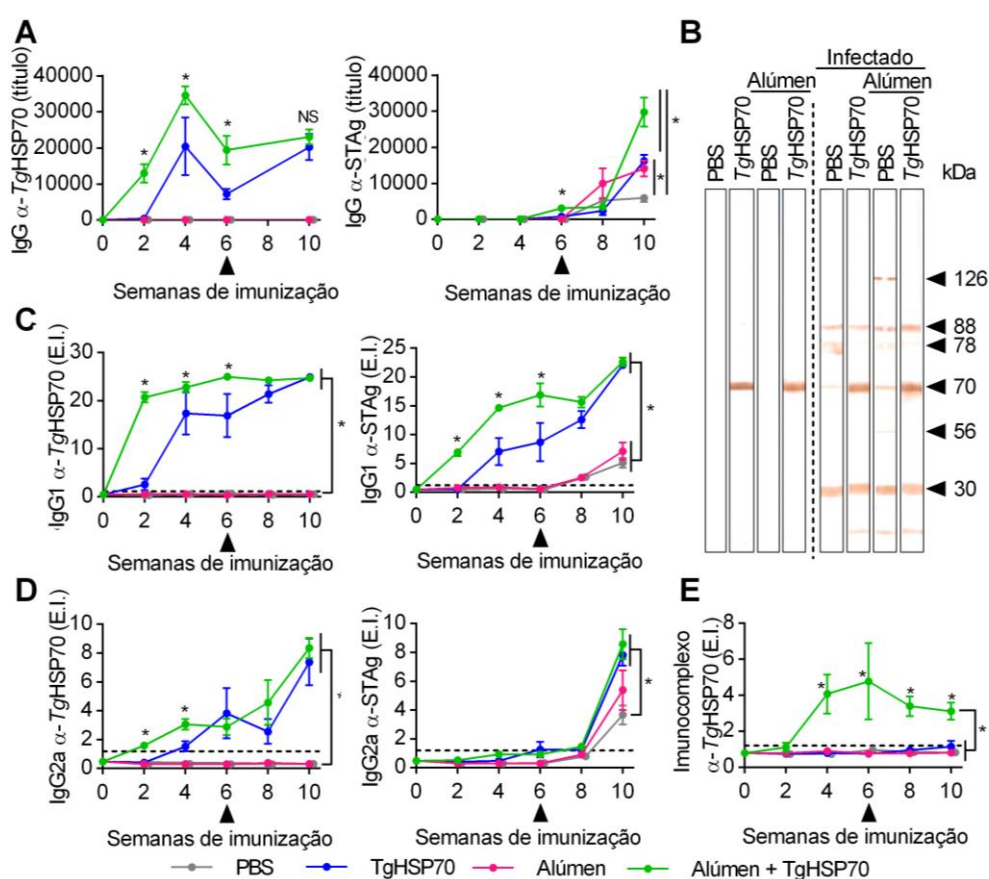 A
IgG α-TgHSP70 (título)
40000
30000
20000
10000
0
* * * NS
0 2 4 6 8 10
Semanas de imunização
IgG α-STAg (título)
40000
30000
20000
10000
0
* * *
0 2 4 6 8 10
Semanas de imunização
B
Infectado
Alúmen Alúmen
PBS TgHSP70 PBS TgHSP70 PBS TgHSP70 PBS TgHSP70 kDa
126
88
78
70
56
30
C
IgG1 α-TgHSP70 (E.I.)
30
20
10
0
* * * *
0 2 4 6 8 10
Semanas de imunização
IgG1 α-STAg (E.I.)
25
20
15
10
5
0
* * * *
0 2 4 6 8 10
Semanas de imunização
D
IgG2a α-TgHSP70 (E.I.)
10
8
6
4
2
0
* *
0 2 4 6 8 10
Semanas de imunização
IgG2a α-STAg (E.I.)
10
8
6
4
2
0
*
0 2 4 6 8 10
Semanas de imunização
E
Imunocomplexo
α-TgHSP70 (E.I.)
8
6
4
2
0
* * * * *
0 2 4 6 8 10
Semanas de imunização
PBS TgHSP70 Alúmen Alúmen + TgHSP70